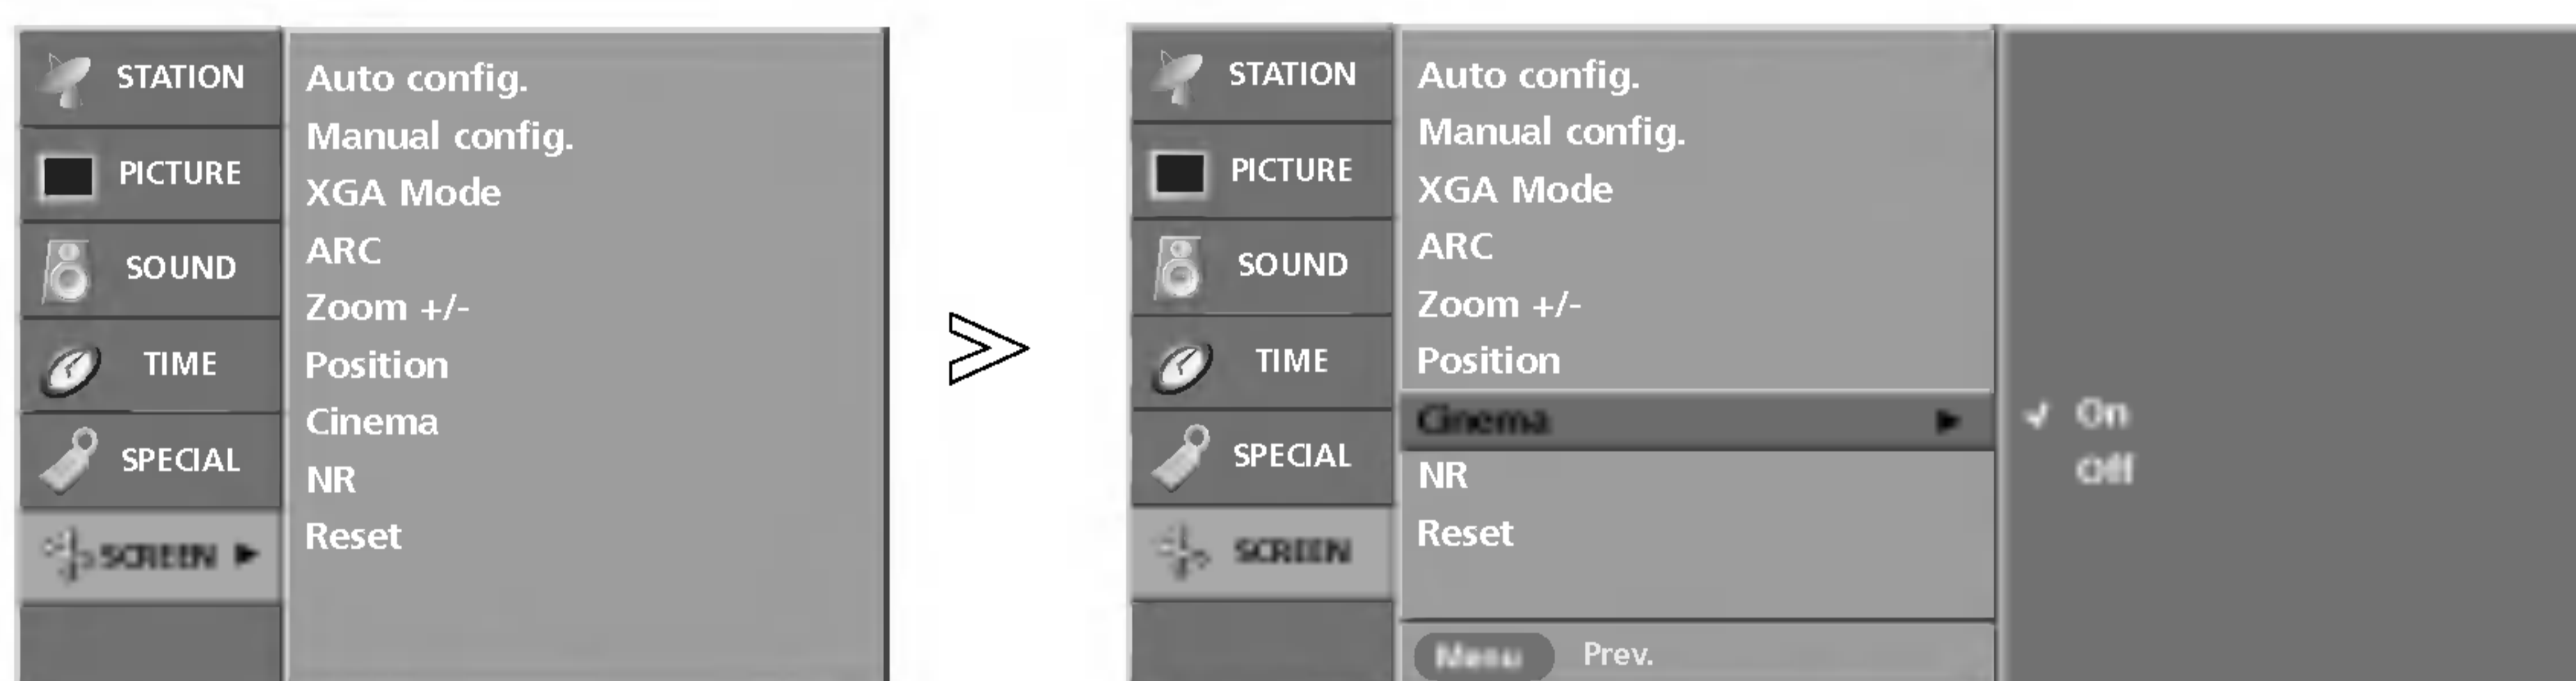 STATION
PICTURE
SOUND
TIME
SPECIAL
SCREEN
Auto config.
Manual config.
XGA Mode
ARC
Zoom +/-
Position
Cinema
NR
Reset
STATION
PICTURE
SOUND
TIME
SPECIAL
SCREEN
Auto config.
Manual config.
XGA Mode
ARC
Zoom +/-
Position
Cinema
NR
Reset
Menu Prev.
On
Off